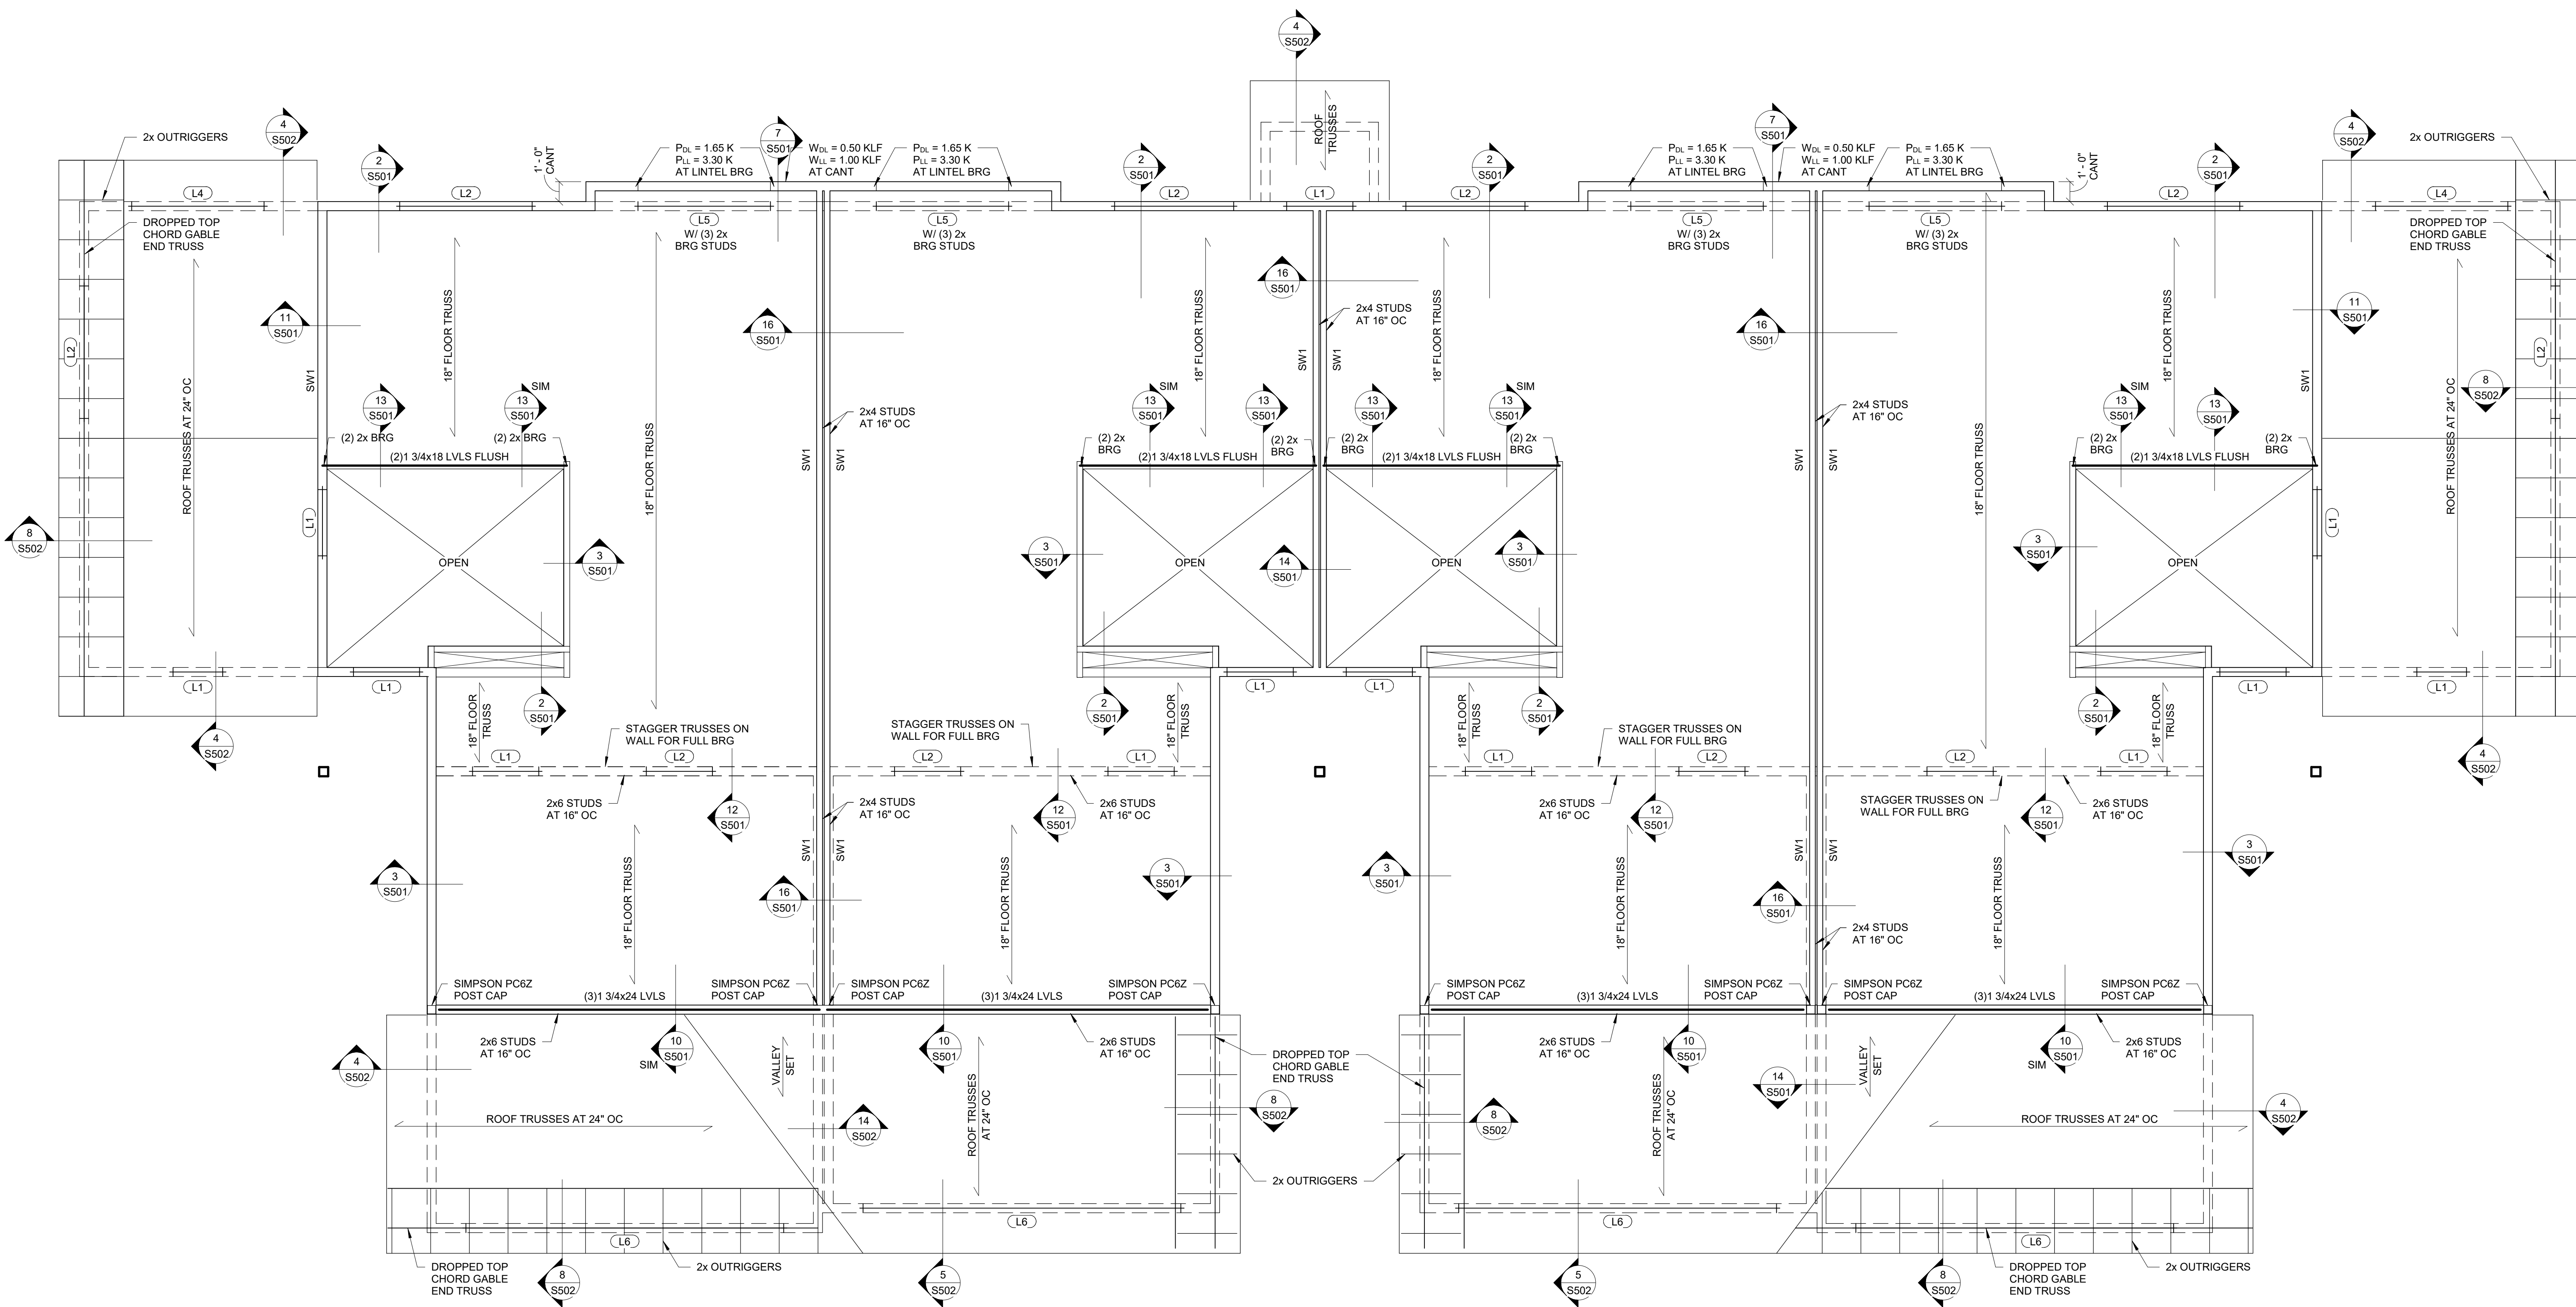 4
S502
2x OUTRIGGERS
4
S502
2
S501
1' - 0"
CANT
PDL = 1.65 K
PLL = 3.30 K
AT LINTEL BRG
7
S501
WDL = 0.50 KLF
WLL = 1.00 KLF
AT CANT
PDL = 1.65 K
PLL = 3.30 K
AT LINTEL BRG
2
S501
ROOF
TRUSSES
2
S501
PDL = 1.65 K
PLL = 3.30 K
AT LINTEL BRG
7
S501
WDL = 0.50 KLF
WLL = 1.00 KLF
AT CANT
PDL = 1.65 K
PLL = 3.30 K
AT LINTEL BRG
1' - 0"
CANT
2
S501
4
S502
2x OUTRIGGERS
L4
L2
L5
W/ (3) 2x
BRG STUDS
L5
W/ (3) 2x
BRG STUDS
L2
L1
L2
L5
W/ (3) 2x
BRG STUDS
L5
W/ (3) 2x
BRG STUDS
L2
L4
DROPPED TOP
CHORD GABLE
END TRUSS
DROPPED TOP
CHORD GABLE
END TRUSS
11
S501
16
S501
16
S501
2x4 STUDS
AT 16" OC
16
S501
11
S501
L2
ROOF TRUSSES AT 24" OC
SW1
18" FLOOR TRUSS
18" FLOOR TRUSS
SW1
SW1
18" FLOOR TRUSS
SW1
SW1
18" FLOOR TRUSS
SW1
SW1
18" FLOOR TRUSS
18" FLOOR TRUSS
SW1
ROOF TRUSSES AT 24" OC
L2
8
S502
13
S501
13
S501
SIM
2x4 STUDS
AT 16" OC
13
S501
SIM
13
S501
13
S501
13
S501
SIM
2x4 STUDS
AT 16" OC
13
S501
SIM
13
S501
(2) 2x BRG
(2) 2x BRG
(2)1 3/4x18 LVLS FLUSH
(2) 2x
BRG
(2)1 3/4x18 LVLS FLUSH
(2) 2x
BRG
(2) 2x
BRG
(2)1 3/4x18 LVLS FLUSH
(2) 2x
BRG
(2) 2x
BRG
(2)1 3/4x18 LVLS FLUSH
(2) 2x
BRG
8
S502
L1
OPEN
3
S501
3
S501
OPEN
14
S501
OPEN
3
S501
3
S501
OPEN
L1
L1
L1
L1
L1
L1
L1
4
S502
18" FLOOR
TRUSS
2
S501
STAGGER TRUSSES ON
WALL FOR FULL BRG
STAGGER TRUSSES ON
WALL FOR FULL BRG
2
S501
18" FLOOR
TRUSS
18" FLOOR
TRUSS
2
S501
STAGGER TRUSSES ON
WALL FOR FULL BRG
2
S501
18" FLOOR
TRUSS
4
S502
L1
L2
L2
L1
L1
L2
L2
L1
2x6 STUDS
AT 16" OC
12
S501
2x4 STUDS
AT 16" OC
12
S501
2x6 STUDS
AT 16" OC
2x6 STUDS
AT 16" OC
12
S501
STAGGER TRUSSES ON
WALL FOR FULL BRG
12
S501
2x6 STUDS
AT 16" OC
3
S501
18" FLOOR TRUSS
SW1
SW1
16
S501
18" FLOOR TRUSS
3
S501
3
S501
18" FLOOR TRUSS
SW1
SW1
16
S501
2x4 STUDS
AT 16" OC
18" FLOOR TRUSS
3
S501
SIMPSON PC6Z
POST CAP
(3)1 3/4x24 LVLS
SIMPSON PC6Z
POST CAP
SIMPSON PC6Z
POST CAP
(3)1 3/4x24 LVLS
SIMPSON PC6Z
POST CAP
SIMPSON PC6Z
POST CAP
(3)1 3/4x24 LVLS
SIMPSON PC6Z
POST CAP
SIMPSON PC6Z
POST CAP
(3)1 3/4x24 LVLS
SIMPSON PC6Z
POST CAP
4
S502
2x6 STUDS
AT 16" OC
10
S501
SIM
VALLEY
SET
10
S501
ROOF TRUSSES
AT 24" OC
2x6 STUDS
AT 16" OC
DROPPED TOP
CHORD GABLE
END TRUSS
2x6 STUDS
AT 16" OC
ROOF TRUSSES
AT 24" OC
10
S501
14
S501
VALLEY
SET
10
S501
SIM
2x6 STUDS
AT 16" OC
ROOF TRUSSES AT 24" OC
14
S502
8
S502
8
S502
ROOF TRUSSES AT 24" OC
4
S502
2x OUTRIGGERS
L6
L6
L6
L6
DROPPED TOP
CHORD GABLE
END TRUSS
8
S502
2x OUTRIGGERS
5
S502
5
S502
8
S502
DROPPED TOP
CHORD GABLE
END TRUSS
2x OUTRIGGERS